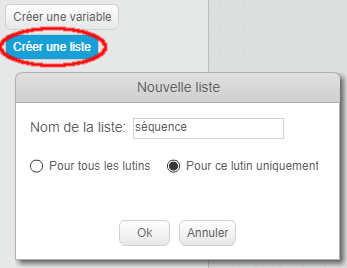 Créer une variable
Créer une liste
Nouvelle liste
Nom de la liste: séquence
Pour tous les lutins Pour ce lutin uniquement
Ok Annuler